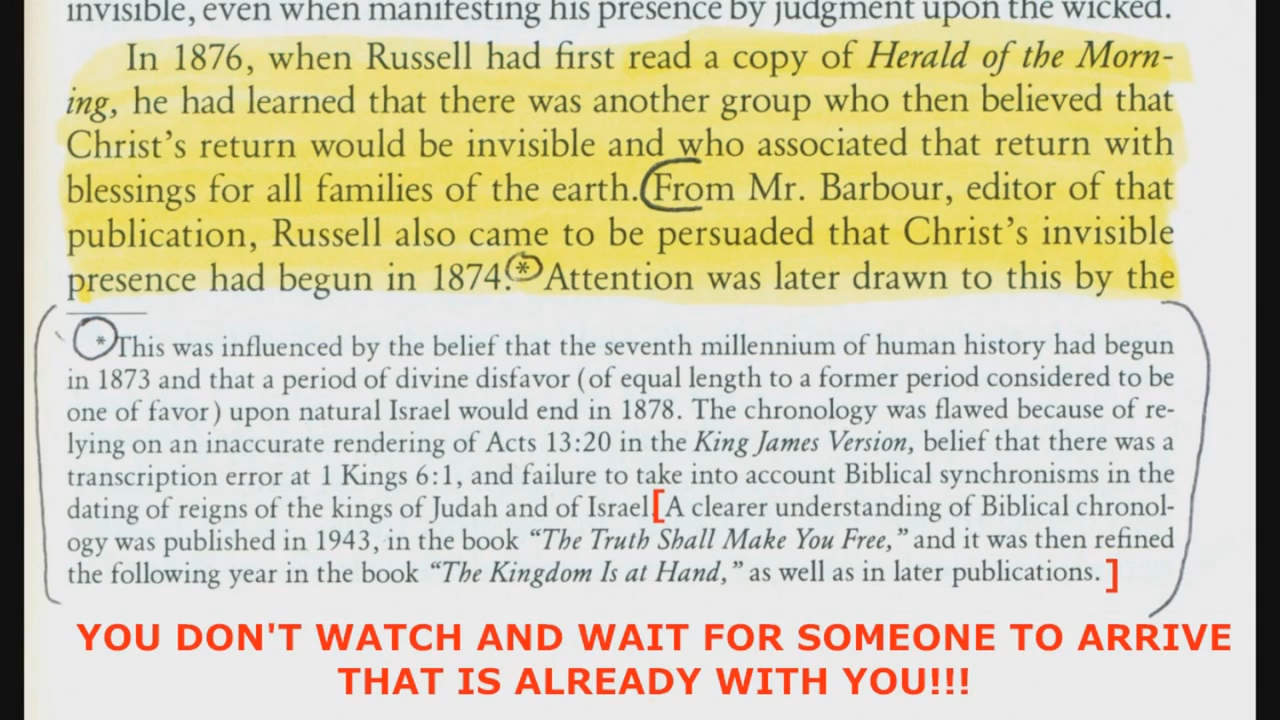 invisible, even when manifesting his presence by judgment upon the wicked.
In 1876, when Russell had first read a copy of Herald of the Morn-
ing, he had learned that there was another group who then believed that
Christ's return would be invisible and who associated that return with
blessings for all families of the earth. From Mr. Barbour, editor of that
publication, Russell also came to be persuaded that Christ's invisible
presence had begun in 1874.* Attention was later drawn to this by the
*This was influenced by the belief that the seventh millennium of human history had begun
in 1873 and that a period of divine disfavor (of equal length to a former period considered to be
one of favor) upon natural Israel would end in 1878. The chronology was flawed because of re-
lying on an inaccurate rendering of Acts 13:20 in the King James Version, belief that there was a
transcription error at 1 Kings 6:1, and failure to take into account Biblical synchronisms in the
dating of reigns of the kings of Judah and of Israel.[A clearer understanding of Biblical chronol-
ogy was published in 1943, in the book “The Truth Shall Make You Free,” and it was then refined
the following year in the book “The Kingdom Is at Hand,” as well as in later publications. ]
YOU DON'T WATCH AND WAIT FOR SOMEONE TO ARRIVE
THAT IS ALREADY WITH YOU!!!